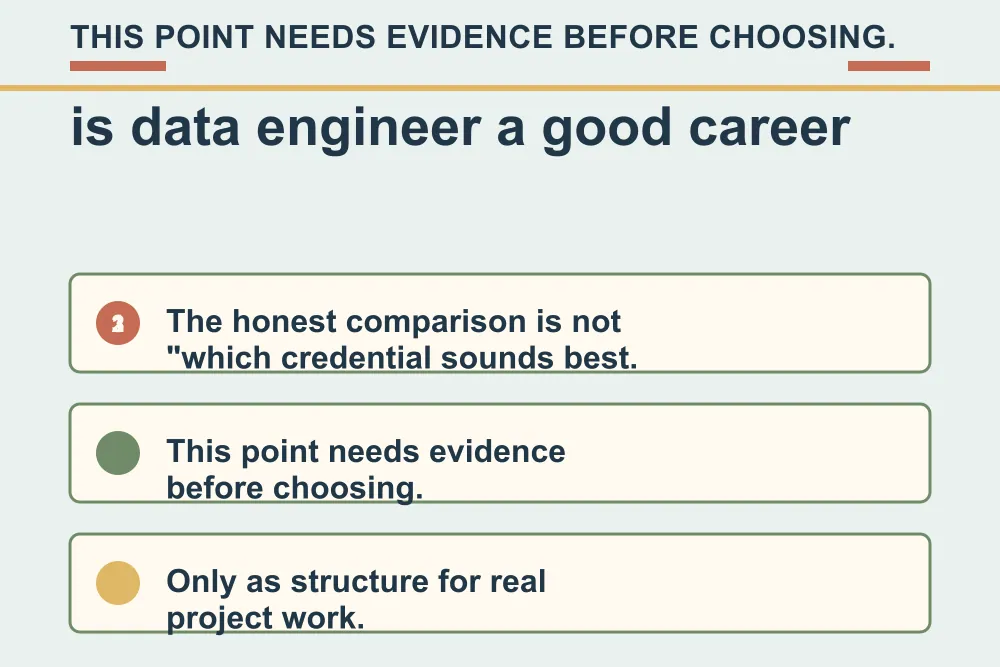 THIS POINT NEEDS EVIDENCE BEFORE CHOOSING.
is data engineer a good career
The honest comparison is not
"which credential sounds best.
This point needs evidence
before choosing.
Only as structure for real
project work.